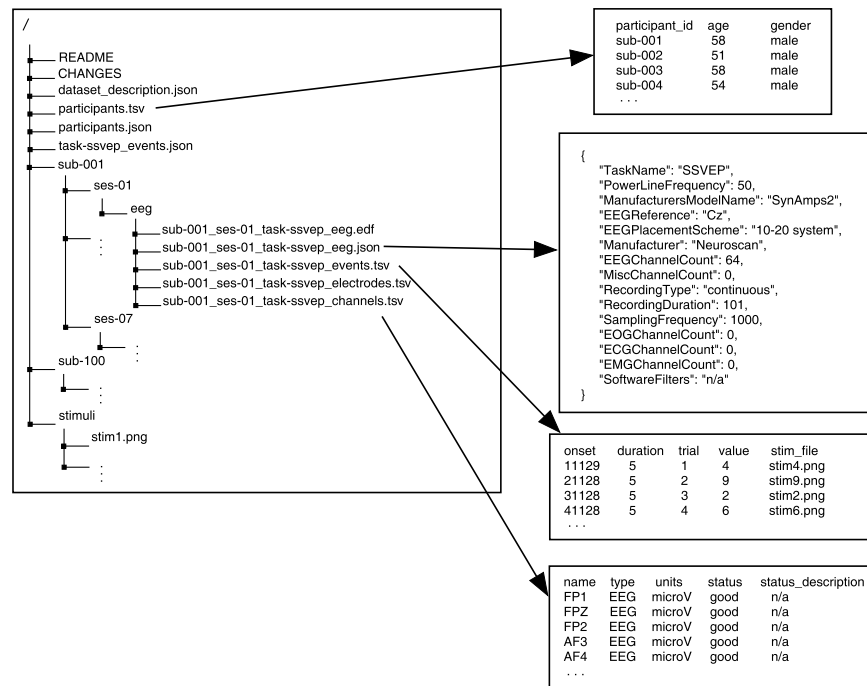 /
README
CHANGES
dataset_description.json
participants.tsv
participants.json
task-ssvep_events.json
sub-001
ses-01
eeg
sub-001_ses-01_task-ssvep_eeg.edf
sub-001_ses-01_task-ssvep_eeg.json
sub-001_ses-01_task-ssvep_events.tsv
sub-001_ses-01_task-ssvep_electrodes.tsv
sub-001_ses-01_task-ssvep_channels.tsv
ses-07
sub-100
stimuli
stim1.png
participant_id age gender
sub-001 58 male
sub-002 51 male
sub-003 58 male
sub-004 54 male
. . .
{
"TaskName": "SSVEP",
"PowerLineFrequency": 50,
"ManufacturersModelName": "SynAmps2",
"EEGReference": "Cz",
"EEGPlacementScheme": "10-20 system",
"Manufacturer": "Neuroscan",
"EEGChannelCount": 64,
"MiscChannelCount": 0,
"RecordingType": "continuous",
"RecordingDuration": 101,
"SamplingFrequency": 1000,
"EOGChannelCount": 0,
"ECGChannelCount": 0,
"EMGChannelCount": 0,
"SoftwareFilters": "n/a"
}
onset duration trial value stim_file
11129 5 1 4 stim4.png
21128 5 2 9 stim9.png
31128 5 3 2 stim2.png
41128 5 4 6 stim6.png
. . .
name type units status status_description
FP1 EEG microV good n/a
FPZ EEG microV good n/a
FP2 EEG microV good n/a
AF3 EEG microV good n/a
AF4 EEG microV good n/a
. . .